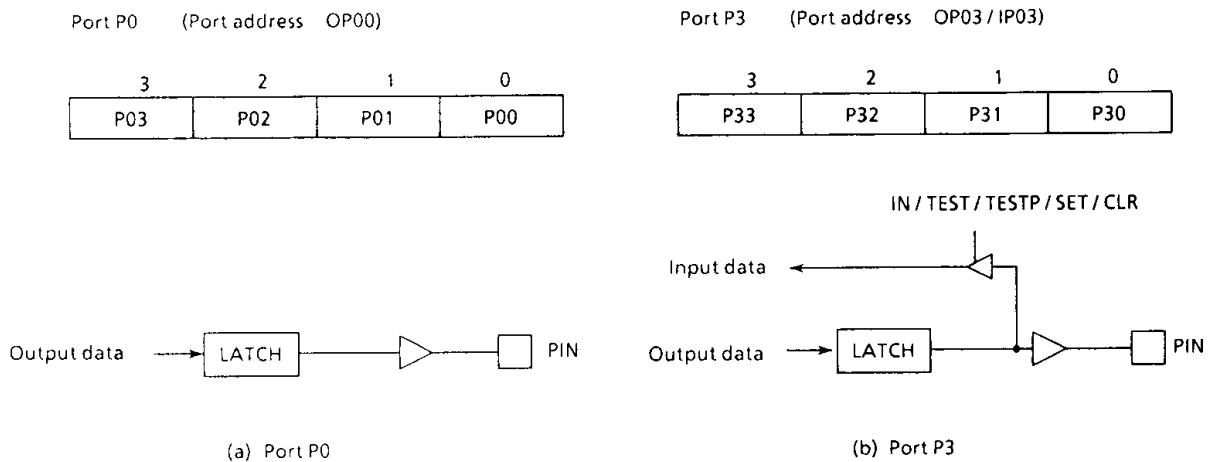 Port P0 (Port address OP00)
3 2 1 0
P03 P02 P01 P00
Output data LATCH PIN
(a) Port P0
Port P3 (Port address OP03 / IP03)
3 2 1 0
P33 P32 P31 P30
IN / TEST / TESTP / SET / CLR
Input data
Output data LATCH PIN
(b) Port P3